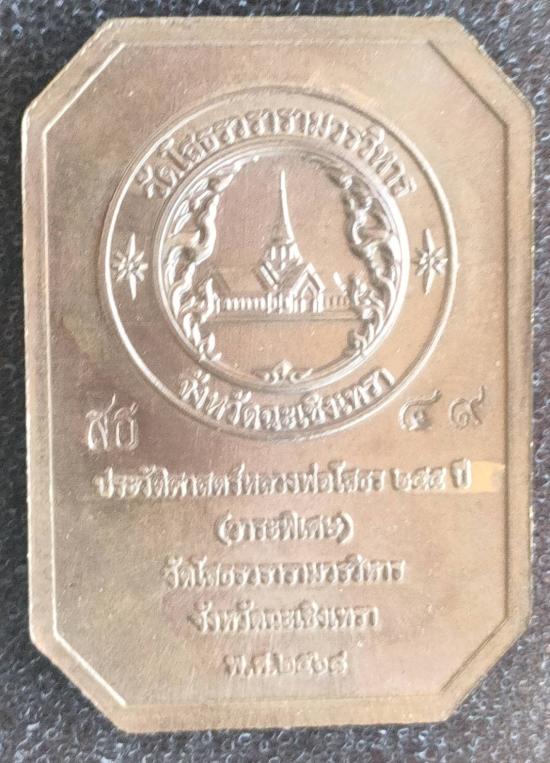 วัดโสธรวรารามวรวิหาร
จังหวัดฉะเชิงเทรา
สธ ๔๙
ประวัติศาสตร์หลวงพ่อโสธร ๒๕๕ ปี
(วาระพิเศษ)
วัดโสธรวรารามวรวิหาร
จังหวัดฉะเชิงเทรา
พ.ศ.๒๕๖๘